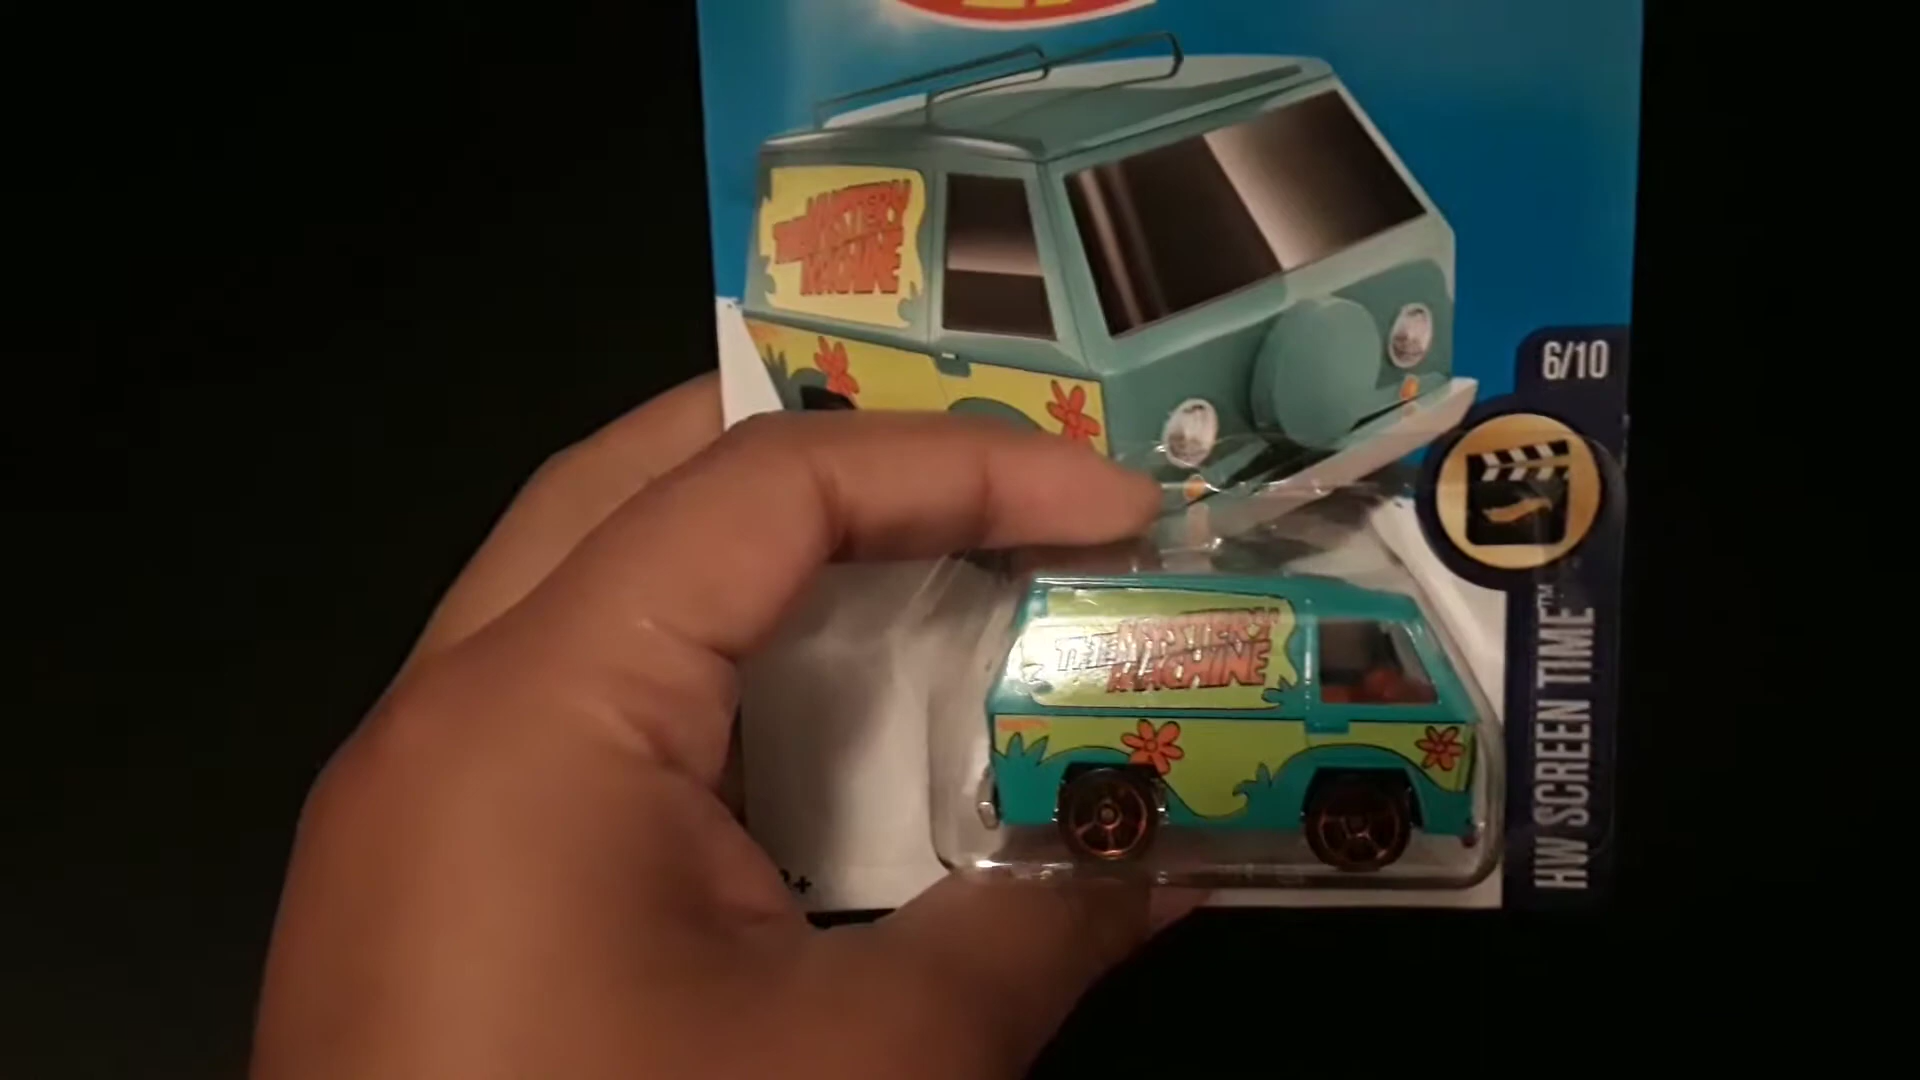 THE MYSTERY
MACHINE
6/10
THE MYSTERY
MACHINE
HW SCREEN TIME™